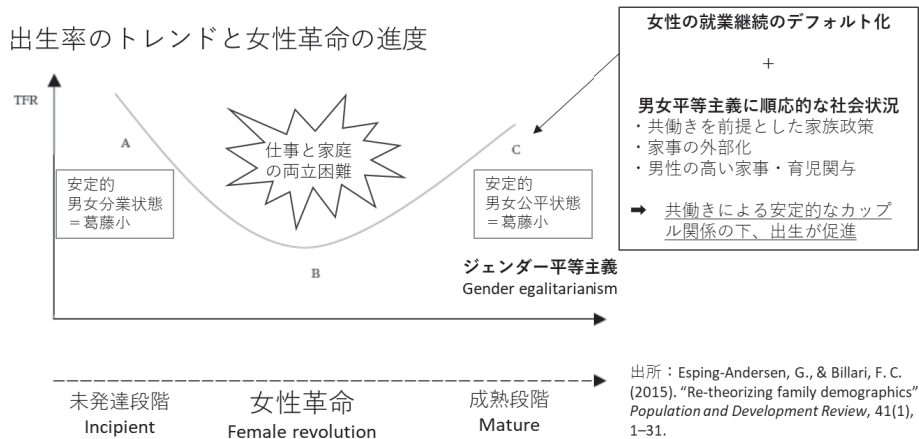 出生率のトレンドと女性革命の進度
TFR
A
仕事と家庭
の両立困難
安定的
男女分業状態
＝葛藤小
B
C
安定的
男女公平状態
＝葛藤小
ジェンダー平等主義
Gender egalitarianism
女性の就業継続のデフォルト化
+
男女平等主義に順応的な社会状況
・共働きを前提とした家族政策
・家事の外部化
・男性の高い家事・育児関与
➡ 共働きによる安定的なカップ
ル関係の下、出生が促進
未発達段階
Incipient
女性革命
Female revolution
成熟段階
Mature
出所：Esping-Andersen, G., & Billari, F. C.
(2015). “Re-theorizing family demographics”
Population and Development Review, 41(1),
1–31.